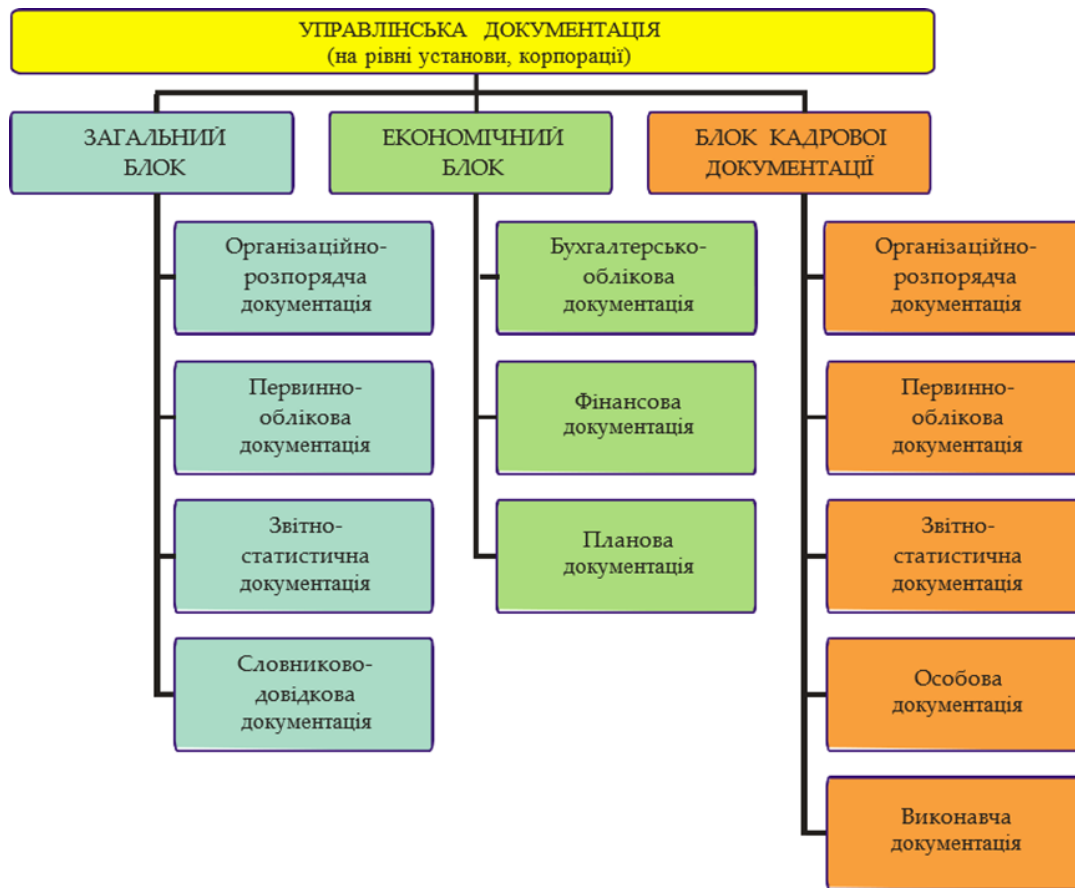 УПРАВЛІНСЬКА ДОКУМЕНТАЦІЯ
(на рівні установи, корпорації)
ЗАГАЛЬНИЙ
БЛОК
Організаційно-
розпорядча
документація
Первинно-
облікова
документація
Звітно-
статистична
документація
Словниково-
довідкова
документація
ЕКОНОМІЧНИЙ
БЛОК
Бухгалтерсько-
облікова
документація
Фінансова
документація
Планова
документація
БЛОК КАДРОВОЇ
ДОКУМЕНТАЦІЇ
Організаційно-
розпорядча
документація
Первинно-
облікова
документація
Звітно-
статистична
документація
Особова
документація
Виконавча
документація